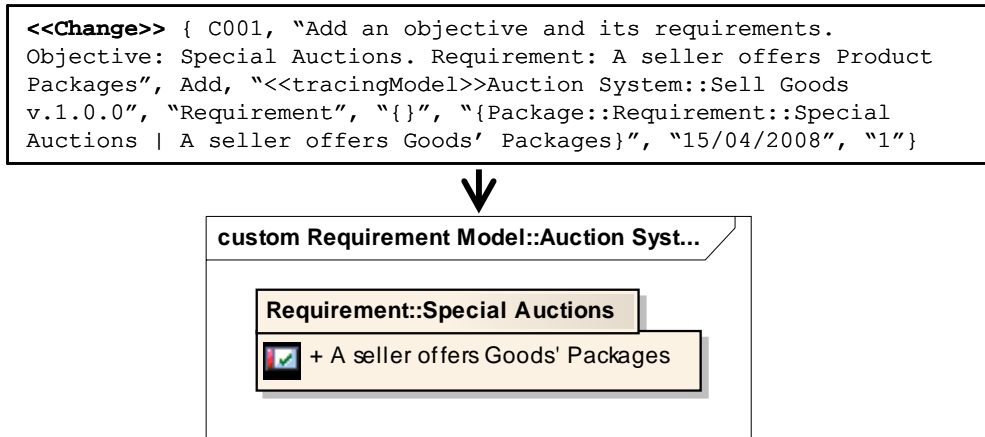 <<Change>> { C001, “Add an objective and its requirements.
Objective: Special Auctions. Requirement: A seller offers Product
Packages”, Add, “<<tracingModel>>Auction System::Sell Goods
v.1.0.0”, “Requirement”, “{}”, “{Package::Requirement::Special
Auctions | A seller offers Goods’ Packages}”, “15/04/2008”, “1”}
custom Requirement Model::Auction Syst...
Requirement::Special Auctions
+ A seller offers Goods' Packages